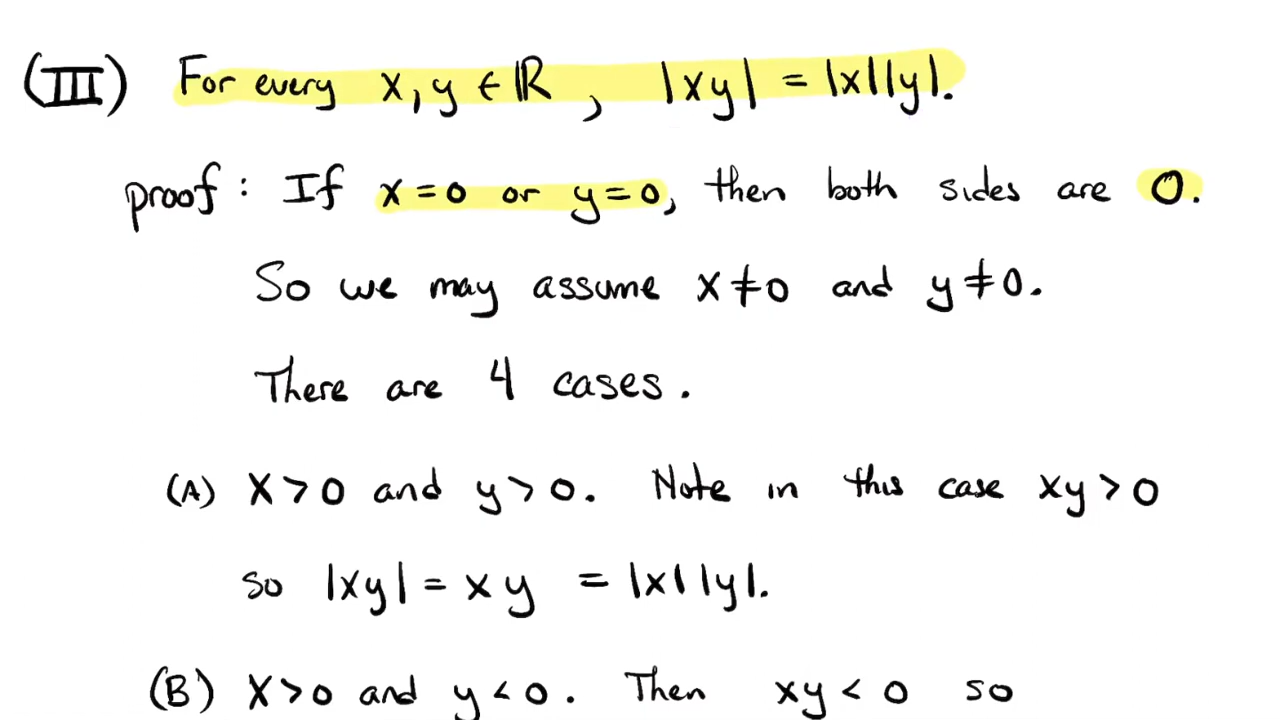 (III) For every x, y ∈ ℝ, |xy| = |x||y|.
proof: If x=0 or y=0, then both sides are 0.
So we may assume x≠0 and y≠0.
There are 4 cases.
(A) x>0 and y>0. Note in this case xy>0
so |xy| = xy = |x||y|.
(B) x>0 and y<0. Then xy<0 so